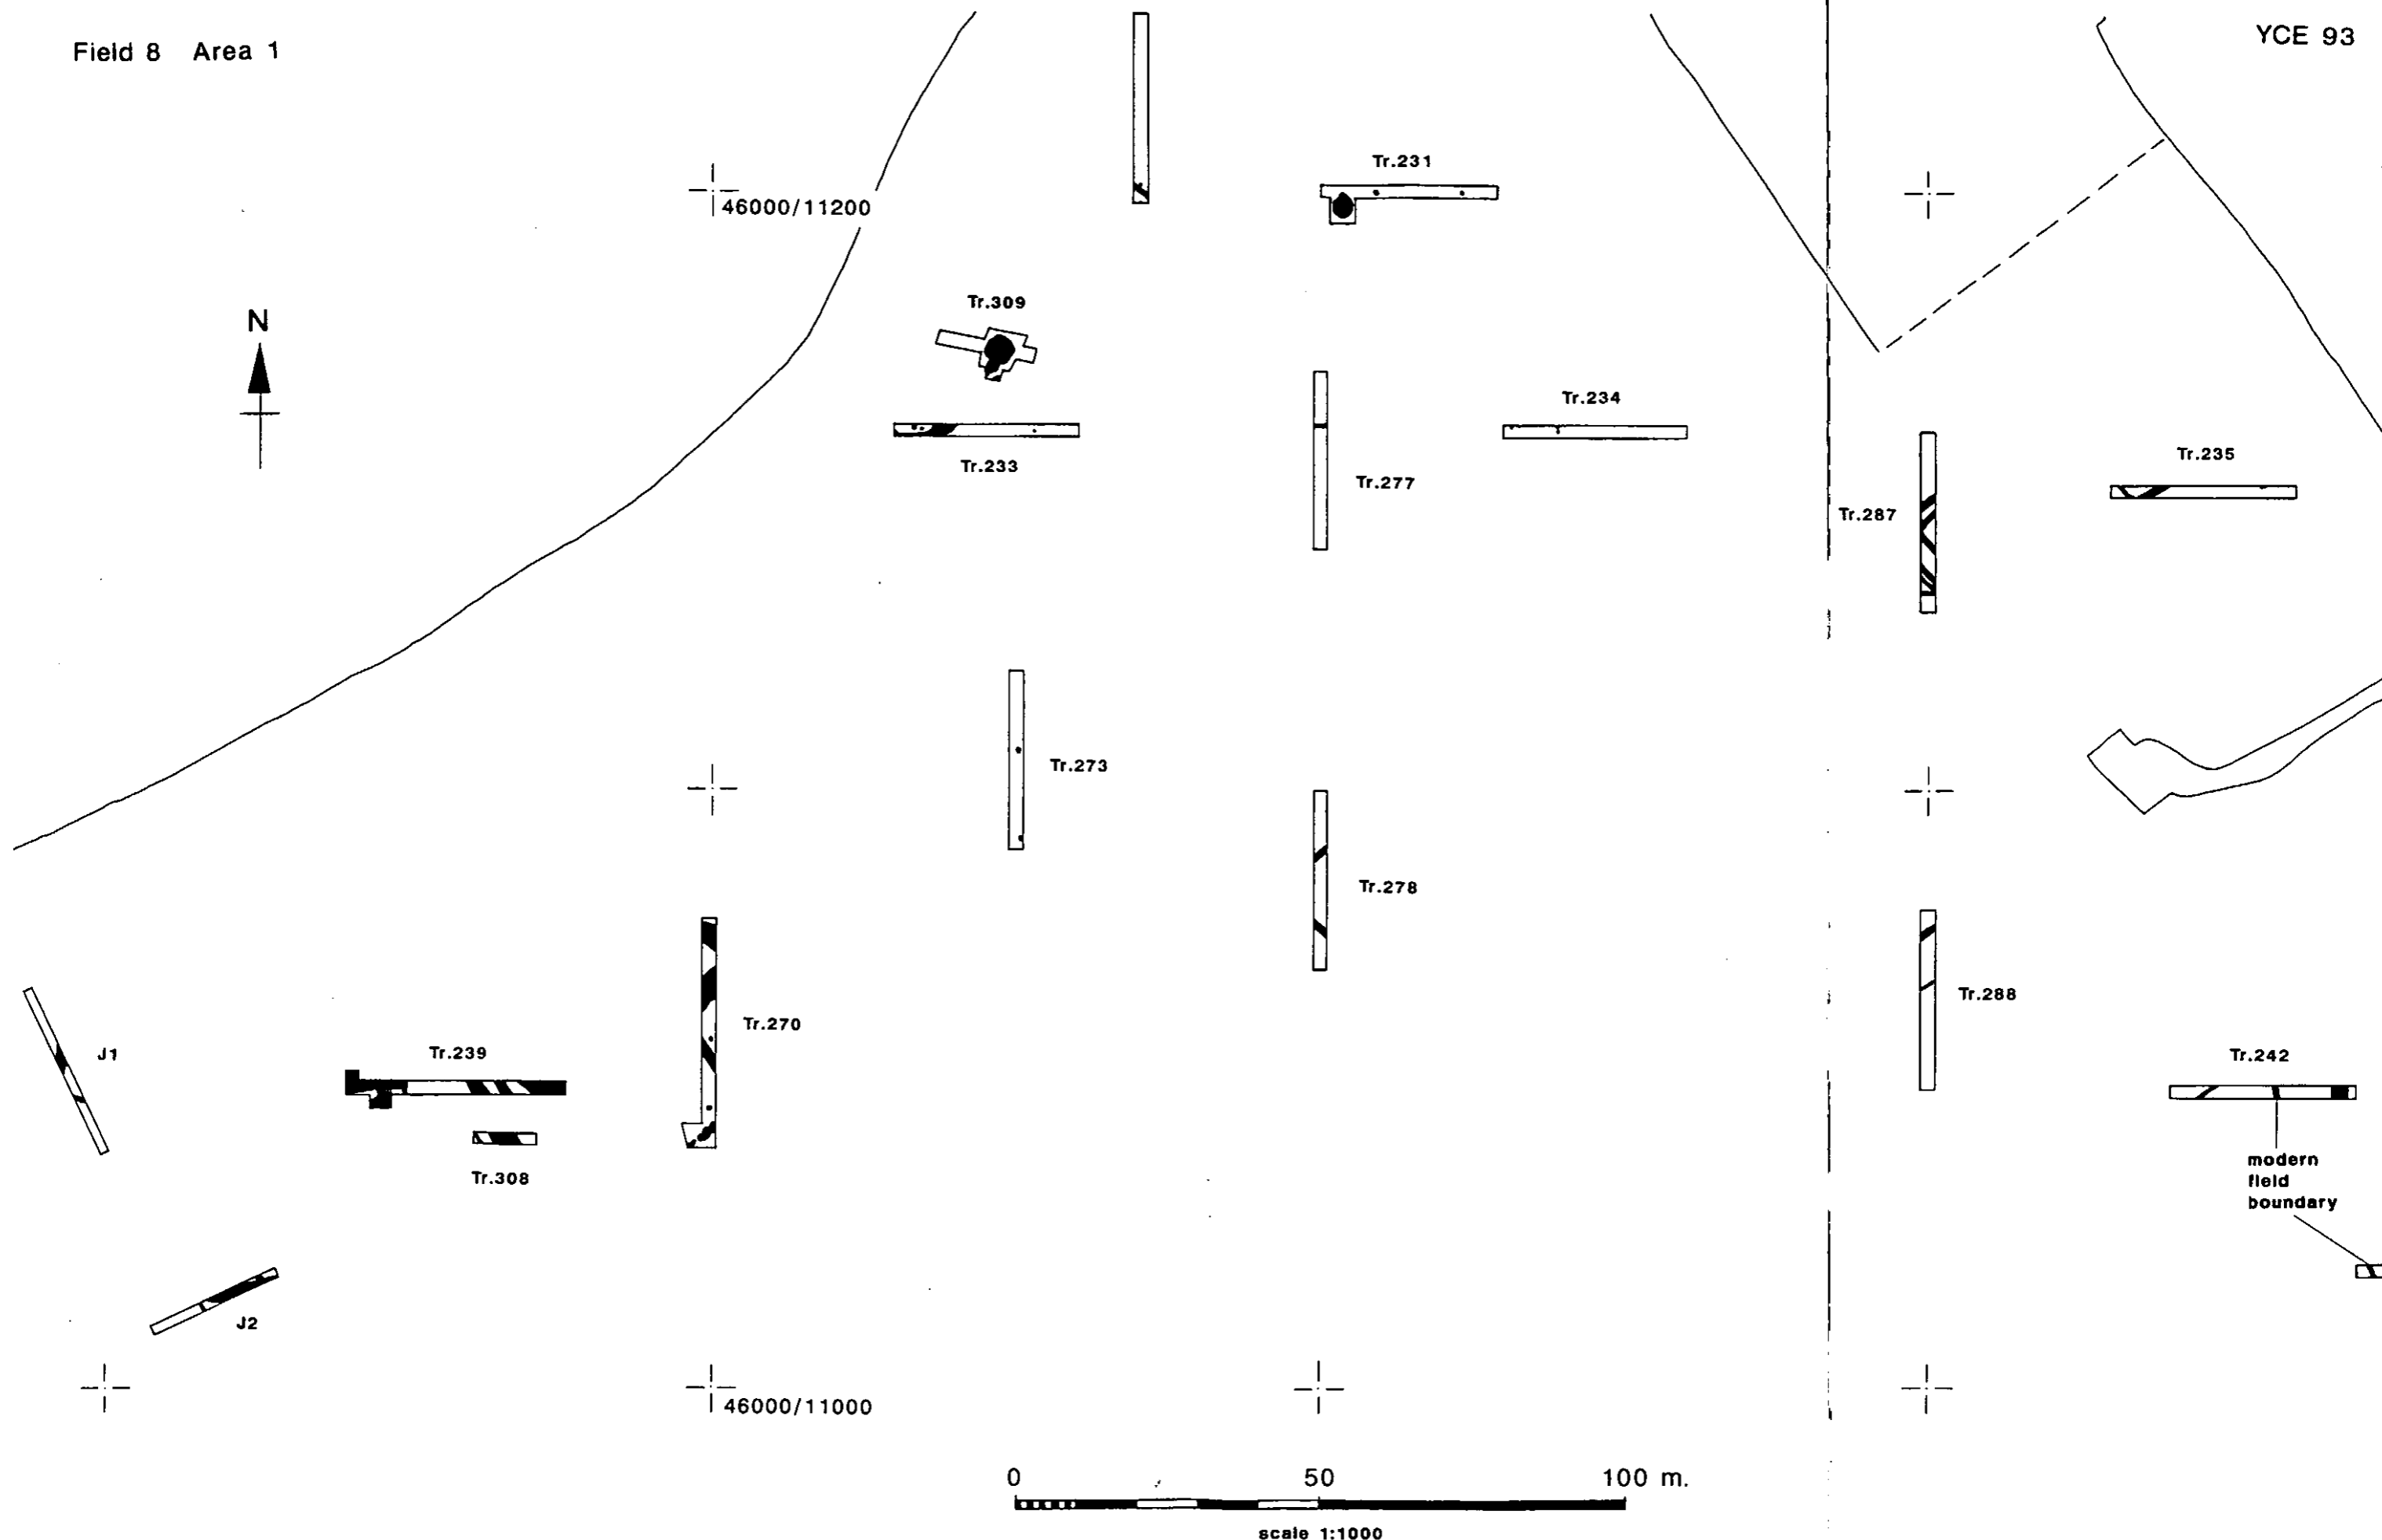 Field 8 Area 1
YCE 93
Tr.231
46000/11200
Tr.309
N
Tr.234
Tr.233
Tr.277
Tr.235
Tr.287
Tr.273
Tr.278
Tr.288
Tr.270
J1
Tr.239
Tr.242
Tr.308
modern
field
boundary
J2
46000/11000
0 50 100 m.
scale 1:1000